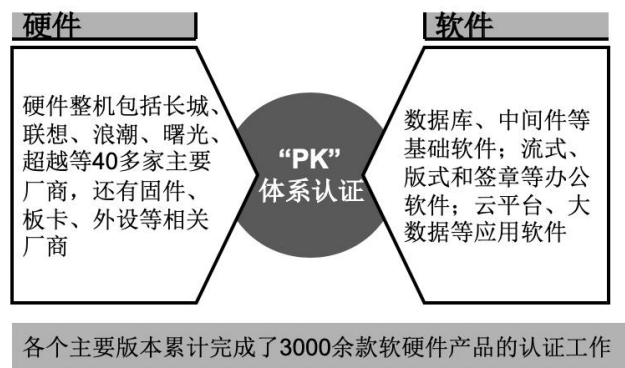 硬件
硬件整机包括长城、
联想、浪潮、曙光、
超越等40多家主要
厂商，还有固件、
板卡、外设等相关
厂商
“PK”
体系认证
软件
数据库、中间件等
基础软件；流式、
版式和签章等办公
软件；云平台、大
数据等应用软件
各个主要版本累计完成了3000余款软硬件产品的认证工作